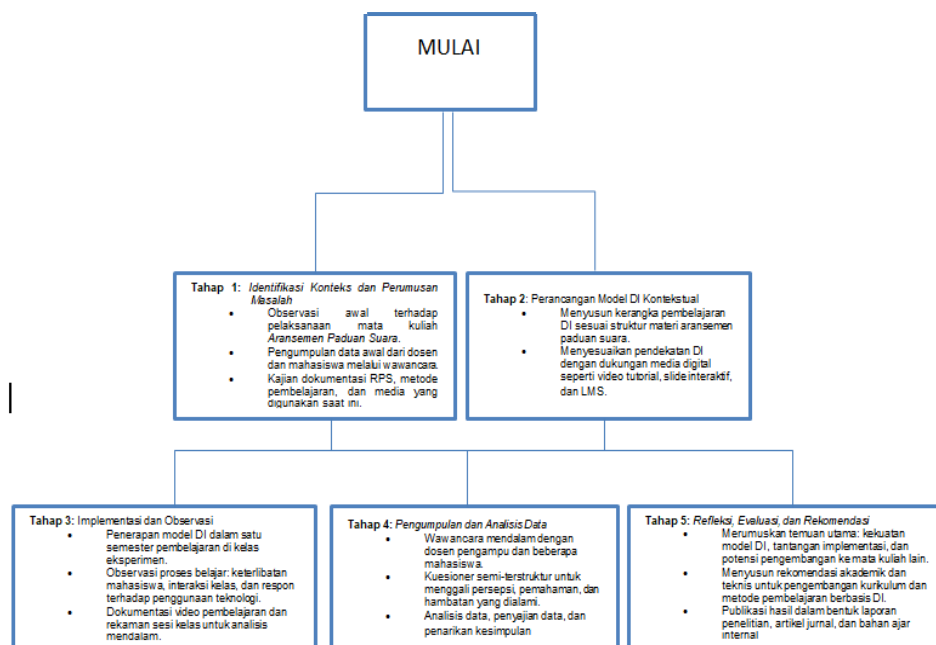 MULAI
Tahap 1: Identifikasi Konteks dan Perumusan
Masalah
• Observasi awal terhadap
pelaksanaan mata kuliah
Aransemen Paduan Suara.
• Pengumpulan data awal dari dosen
dan mahasiswa melalui wawancara.
• Kajian dokumentasi RPS, metode
pembelajaran, dan media yang
digunakan saat ini.
Tahap 2: Perancangan Model DI Kontekstual
• Menyusun kerangka pembelajaran
DI sesuai struktur materi aransemen
paduan suara.
• Menyesuaikan pendekatan DI
dengan dukungan media digital
seperti video tutorial, slide interaktif,
dan LMS.
Tahap 3: Implementasi dan Observasi
• Penerapan model DI dalam satu
semester pembelajaran di kelas
eksperimen.
• Observasi proses belajar: keterlibatan
mahasiswa, interaksi kelas, dan respon
terhadap penggunaan teknologi.
• Dokumentasi video pembelajaran dan
rekaman sesi kelas untuk analisis
mendalam.
Tahap 4: Pengumpulan dan Analisis Data
• Wawancara mendalam dengan
dosen pengampu dan beberapa
mahasiswa.
• Kuesioner semi-terstruktur untuk
menggali persepsi, pemahaman, dan
hambatan yang dialami.
• Analisis data, penyajian data, dan
penarikan kesimpulan
Tahap 5: Refleksi, Evaluasi, dan Rekomendasi
• Merumuskan temuan utama: kekuatan
model DI, tantangan implementasi, dan
potensi pengembangan ke mata kuliah lain.
• Menyusun rekomendasi akademik dan
teknis untuk pengembangan kurikulum dan
metode pembelajaran berbasis DI.
• Publikasi hasil dalam bentuk laporan
penelitian, artikel jurnal, dan bahan ajar
internal